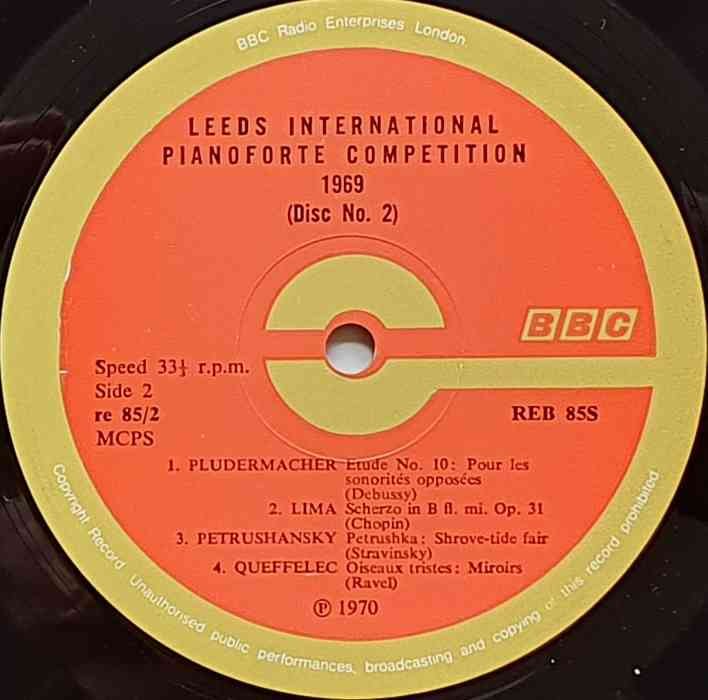 BBC Radio Enterprises London
LEEDS INTERNATIONAL
PIANOFORTE COMPETITION
1969
(Disc No. 2)
BBC
Speed 33⅓ r.p.m.
Side 2
re 85/2
MCPS
REB 85S
1. PLUDERMACHER Etude No. 10: Pour les
sonorités opposées
(Debussy)
2. LIMA Scherzo in B fl. mi. Op. 31
(Chopin)
3. PETRUSHANSKY Petrushka: Shrove-tide fair
(Stravinsky)
4. QUEFFELEC Oiseaux tristes: Miroirs
(Ravel)
℗ 1970
Copyright Record Unauthorised public performances, broadcasting and copying of this record prohibited